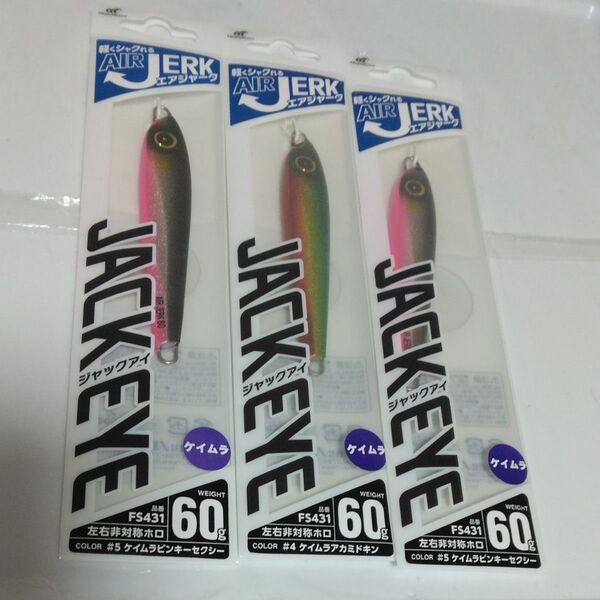 軽くシャクれる
AIR JERK
エアジャーク
JACKEYE
ジャックアイ
AIR JERK 60
ケイムラ
品番
FS431
WEIGHT
60g
左右非対称ホロ
COLOR #5 ケイムラピンキーセクシー
軽くシャクれる
AIR JERK
エアジャーク
JACKEYE
ジャックアイ
ケイムラ
品番
FS431
WEIGHT
60g
左右非対称ホロ
COLOR #4 ケイムラアカミドキン
軽くシャクれる
AIR JERK
エアジャーク
JACKEYE
ジャックアイ
ケイムラ
品番
FS431
WEIGHT
60g
左右非対称ホロ
COLOR #5 ケイムラピンキーセクシー